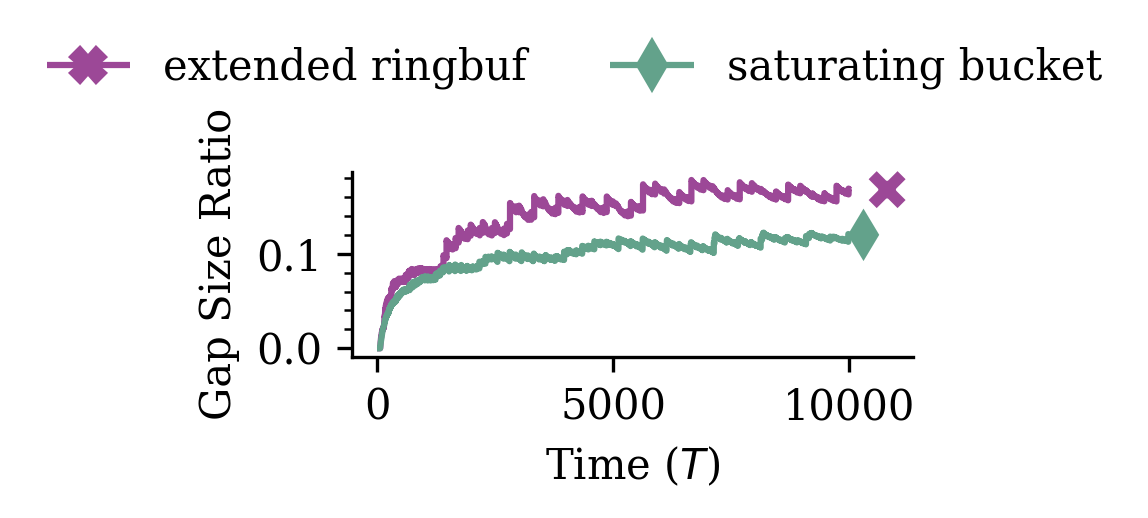 extended ringbuf
saturating bucket
Gap Size Ratio
0.1
0.0
0
5000
10000
Time (T)